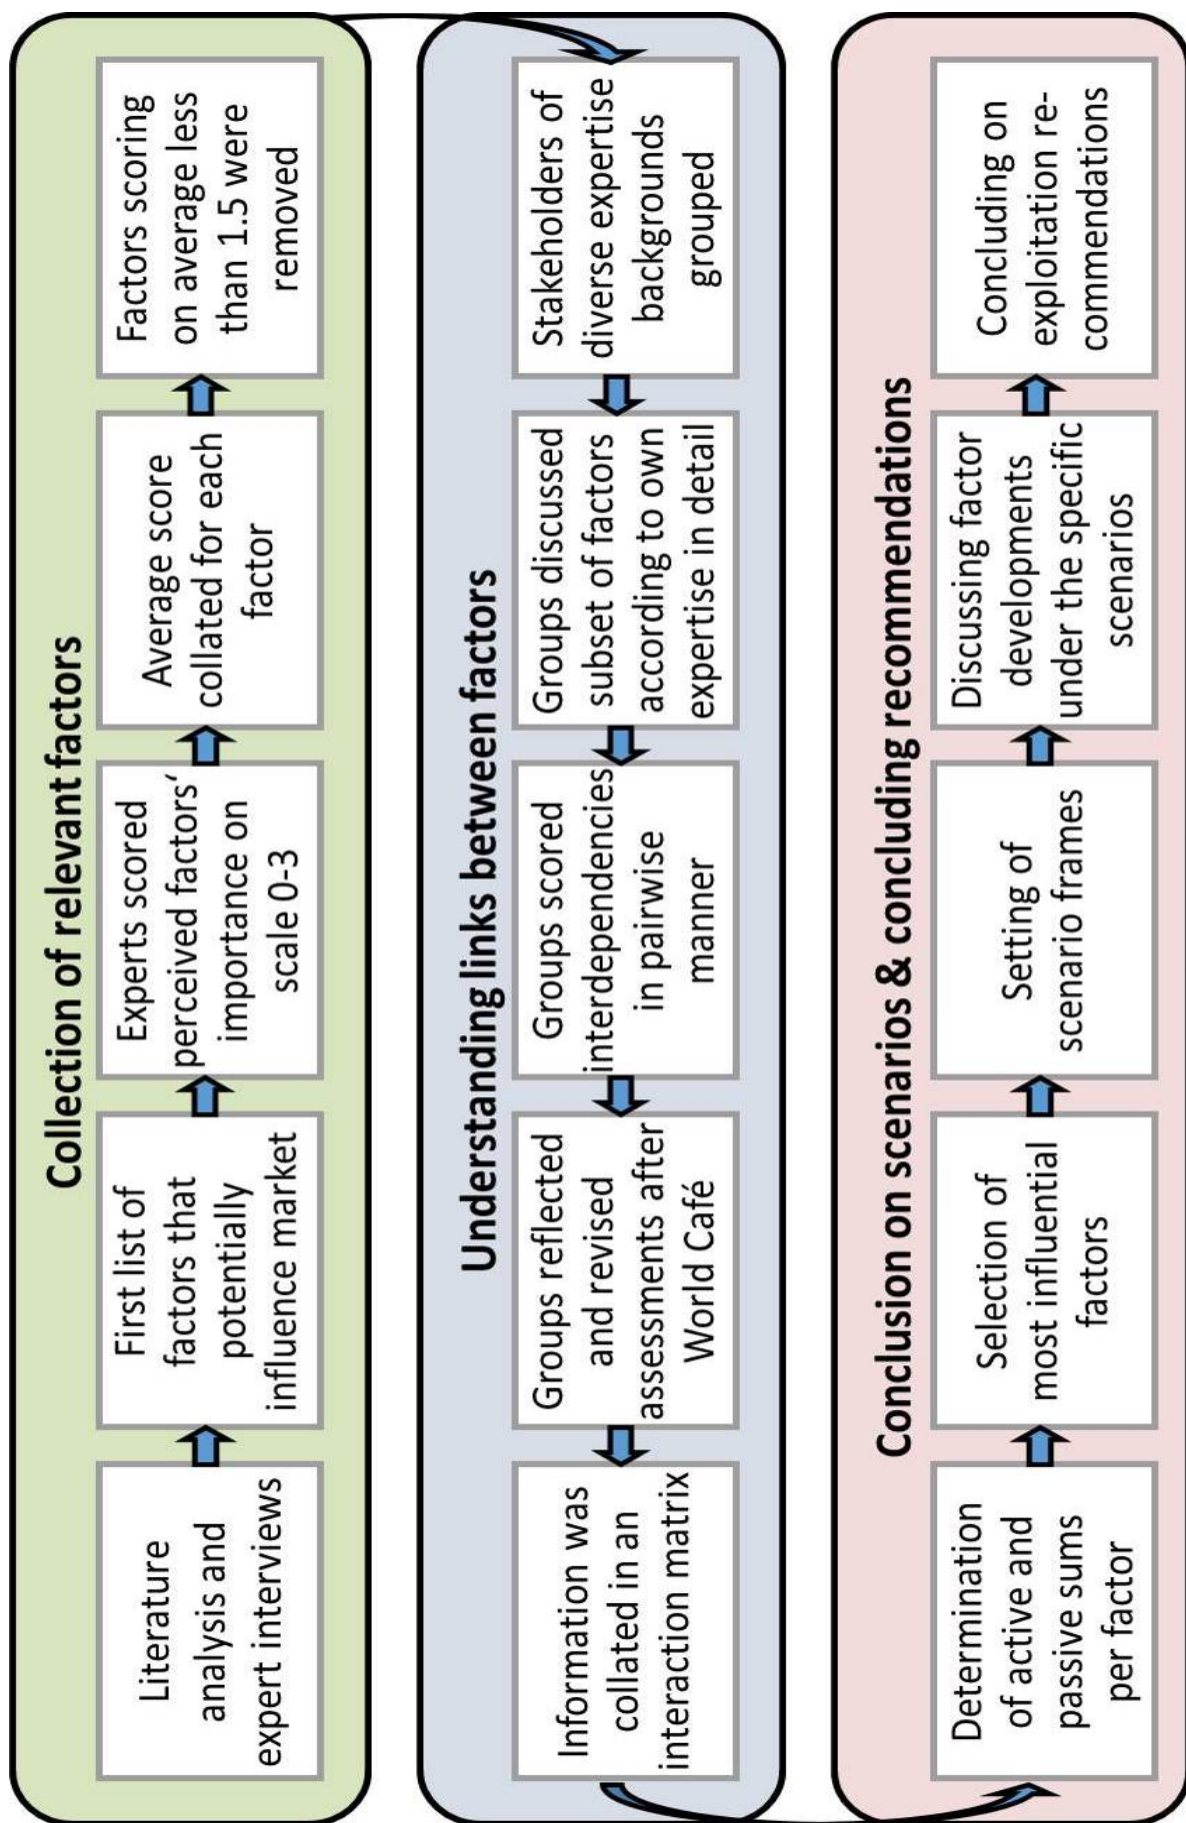 Collection of relevant factors
Literature
analysis and
expert interviews
First list of
factors that
potentially
influence market
Experts scored
perceived factors‘
importance on
scale 0-3
Average score
collated for each
factor
Factors scoring
on average less
than 1.5 were
removed
Understanding links between factors
Stakeholders of
diverse expertise
backgrounds
grouped
Groups discussed
subset of factors
according to own
expertise in detail
Groups scored
interdependencies
in pairwise
manner
Groups reflected
and revised
assessments after
World Café
Information was
collated in an
interaction matrix
Conclusion on scenarios & concluding recommendations
Determination
of active and
passive sums
per factor
Selection of
most influential
factors
Setting of
scenario frames
Discussing factor
developments
under the specific
scenarios
Concluding on
exploitation re-
commendations